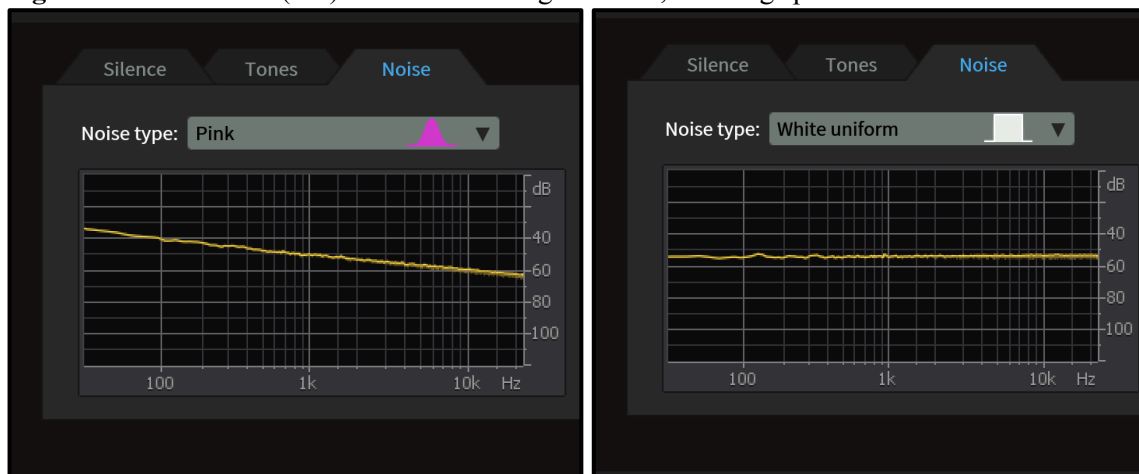 Silence Tones Noise
Noise type: Pink
dB
-40
-60
-80
-100
100 1k 10k Hz
Silence Tones Noise
Noise type: White uniform
dB
-40
-60
-80
-100
100 1k 10k Hz